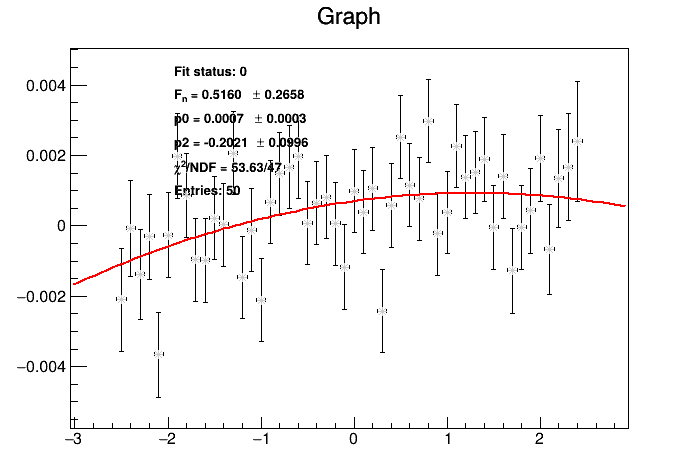 Graph
Fit status: 0
Fn = 0.5160 ± 0.2658
p0 = 0.0007 ± 0.0003
p2 = -0.2021 ± 0.0996
χ²/NDF = 53.63/47
Entries: 50
0.004
0.002
0
−0.002
−0.004
−3 −2 −1 0 1 2